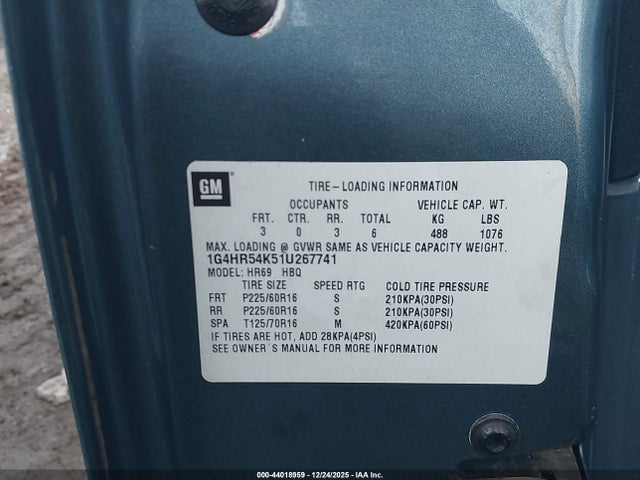 GM
TIRE-LOADING INFORMATION
OCCUPANTS VEHICLE CAP. WT.
FRT. CTR. RR. TOTAL KG LBS
3 0 3 6 488 1076
MAX. LOADING @ GVWR SAME AS VEHICLE CAPACITY WEIGHT.
1G4HR54K51U267741
MODEL: HR69 HBQ
TIRE SIZE SPEED RTG COLD TIRE PRESSURE
FRT P225/60R16 S 210KPA(30PSI)
RR P225/60R16 S 210KPA(30PSI)
SPA T125/70R16 M 420KPA(60PSI)
IF TIRES ARE HOT, ADD 28KPA(4PSI)
SEE OWNER'S MANUAL FOR MORE INFORMATION
000-44018959 - 12/24/2025 - IAA Inc.